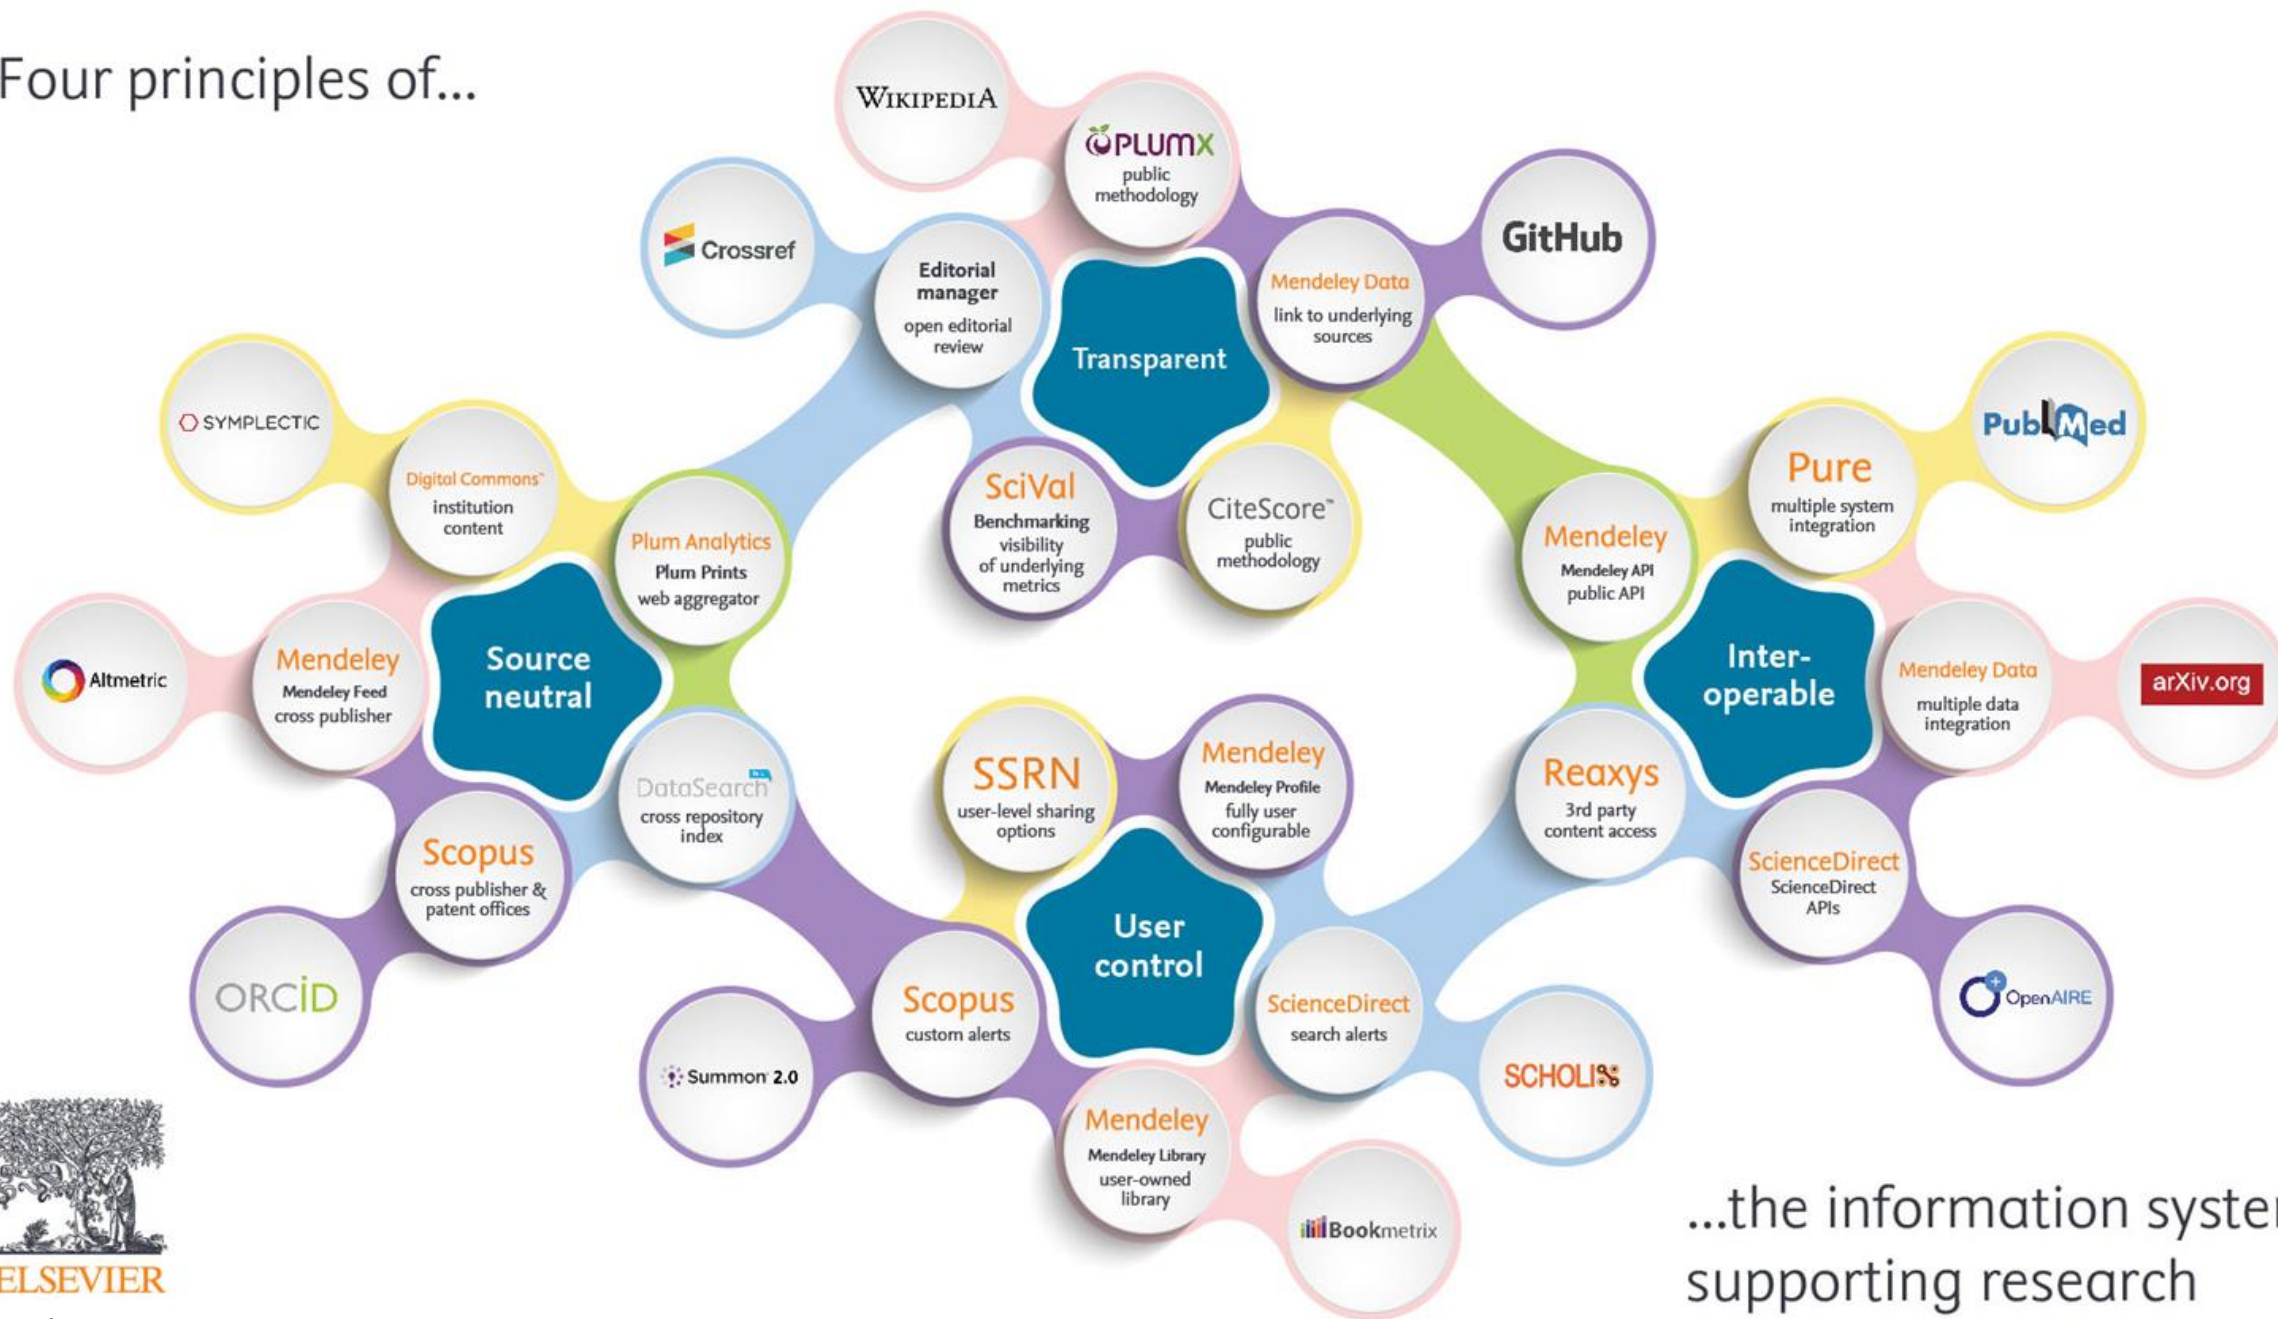 Four principles of...
WIKIPEDIA
PLUMX
public
methodology
Crossref
Editorial
manager
open editorial
review
Transparent
Mendeley Data
link to underlying
sources
GitHub
SciVal
Benchmarking
visibility
of underlying
metrics
CiteScore™
public
methodology
SYMPLECTIC
Digital Commons™
institution
content
Plum Analytics
Plum Prints
web aggregator
Altmetric
Mendeley
Mendeley Feed
cross publisher
Source
neutral
Scopus
cross publisher &
patent offices
DataSearch
cross repository
index
ORCiD
Mendeley
Mendeley API
public API
Pure
multiple system
integration
PubMed
Inter-
operable
Mendeley Data
multiple data
integration
arXiv.org
Reaxys
3rd party
content access
ScienceDirect
ScienceDirect
APIs
OpenAIRE
SSRN
user-level sharing
options
Mendeley
Mendeley Profile
fully user
configurable
User
control
Scopus
custom alerts
ScienceDirect
search alerts
Summon 2.0
SCHOLIX
Mendeley
Mendeley Library
user-owned
library
Bookmetrix
ELSEVIER
...the information system
supporting research